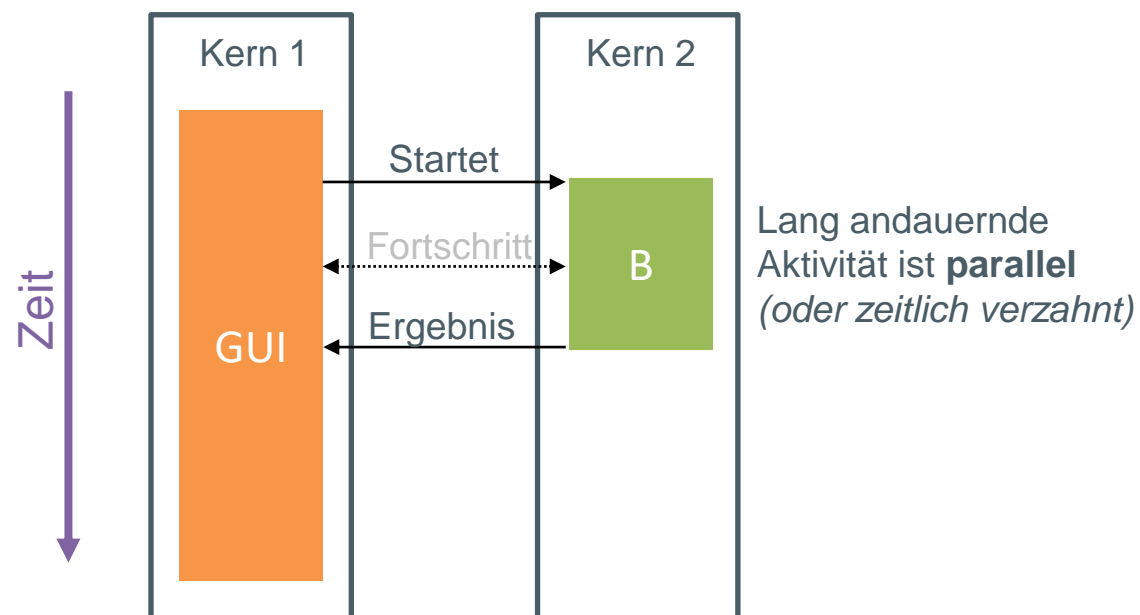 Kern 1
Kern 2
Zeit
Startet
Fortschritt
Ergebnis
GUI
B
Lang andauernde
Aktivität ist parallel
(oder zeitlich verzahnt)